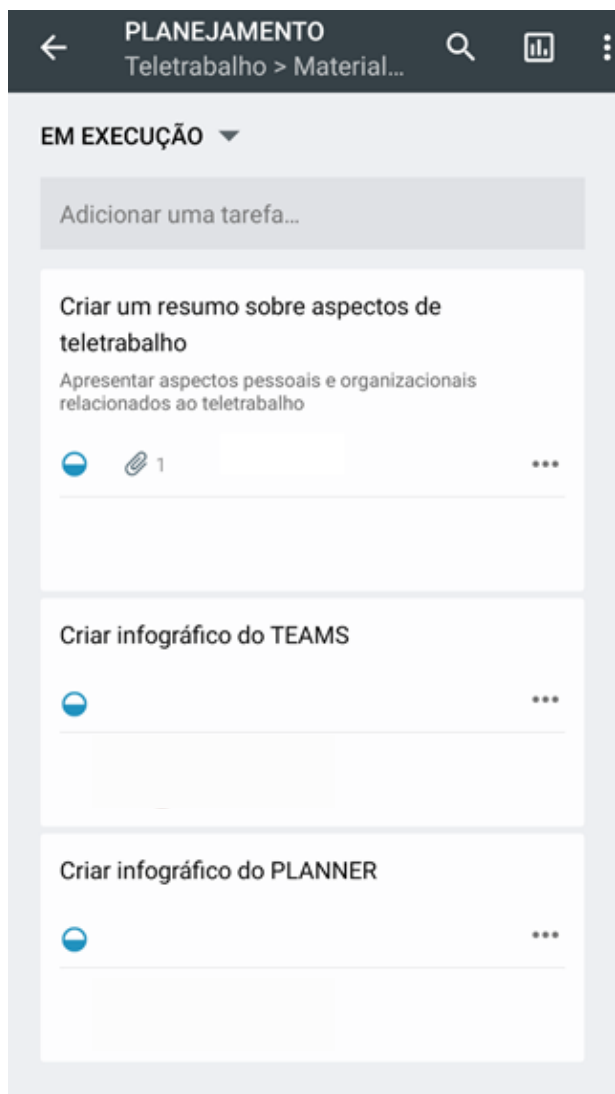 PLANEJAMENTO
Teletrabalho > Material...
EM EXECUÇÃO
Adicionar uma tarefa...
Criar um resumo sobre aspectos de
teletrabalho
Apresentar aspectos pessoais e organizacionais
relacionados ao teletrabalho
1
Criar infográfico do TEAMS
Criar infográfico do PLANNER